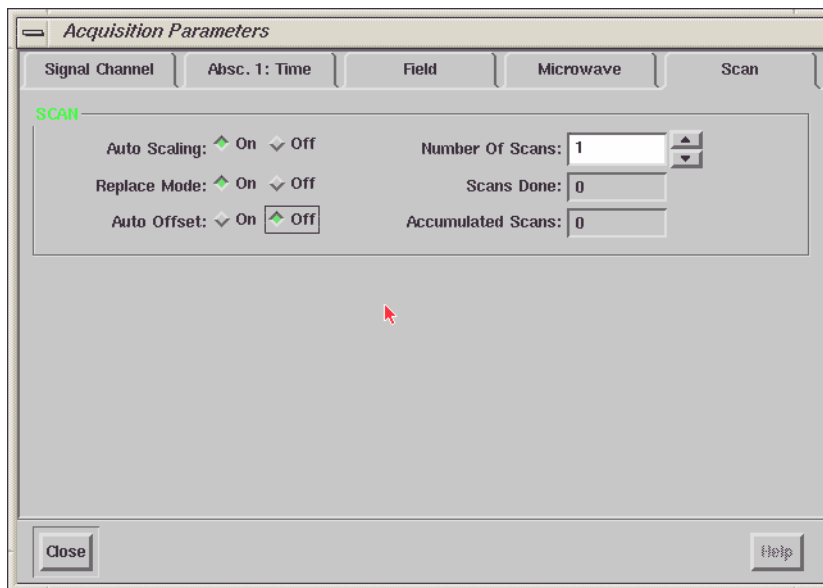 Acquisition Parameters
Signal Channel Absc. 1: Time Field Microwave Scan
SCAN
Auto Scaling: On Off Number Of Scans: 1
Replace Mode: On Off Scans Done: 0
Auto Offset: On Off Accumulated Scans: 0
Close Help